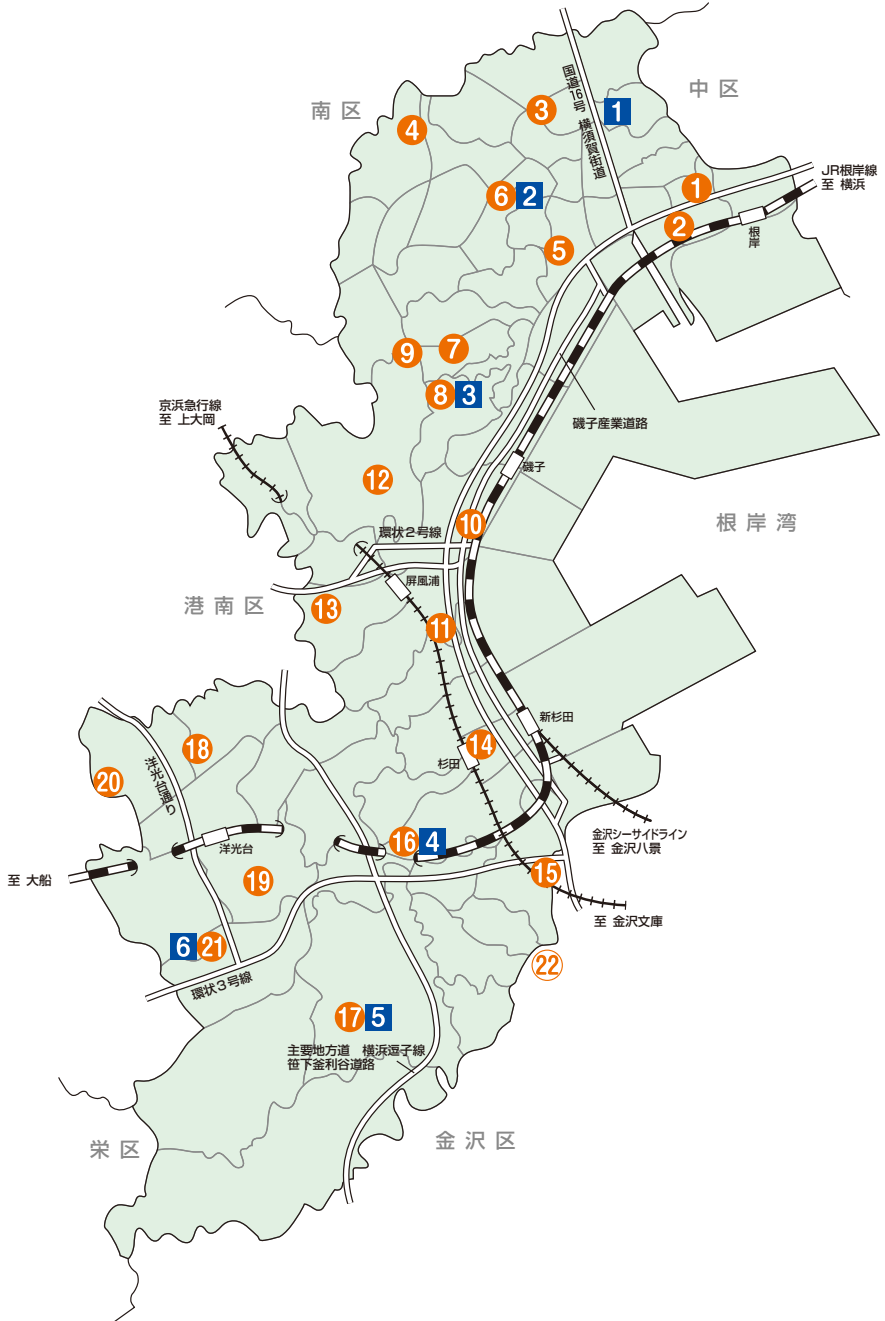 中区
南区
国道16号 横須賀街道
3
1
4
JR根岸線
至 横浜
1
6
2
2
根岸
5
9
7
8
3
京浜急行線
至 上大岡
磯子産業道路
磯子
12
根岸湾
10
環状2号線
屏風浦
港南区
13
11
新杉田
14
杉田
18
洋光台通り
20
金沢シーサイドライン
至 金沢八景
16
4
洋光台
至 大船
19
15
至 金沢文庫
6
21
22
環状3号線
17
5
主要地方道 横浜逗子線
笹下釜利谷道路
栄区
金沢区